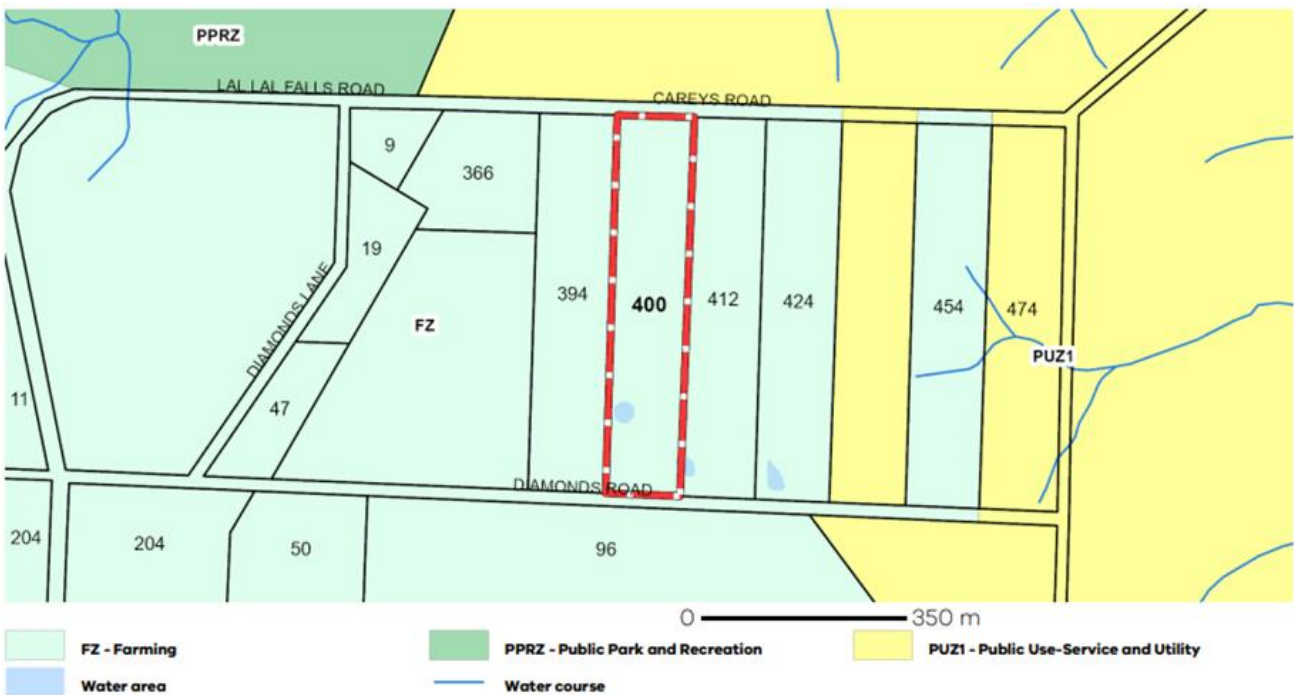 PPRZ
LAL LAL FALLS ROAD
CAREYS ROAD
9
366
19
394
400
412
424
454
474
DIAMONDS LANE
FZ
PUZ1
11
47
DIAMONDS ROAD
204
204
50
96
0 350 m
FZ - Farming
PPRZ - Public Park and Recreation
PUZ1 - Public Use-Service and Utility
Water area
Water course